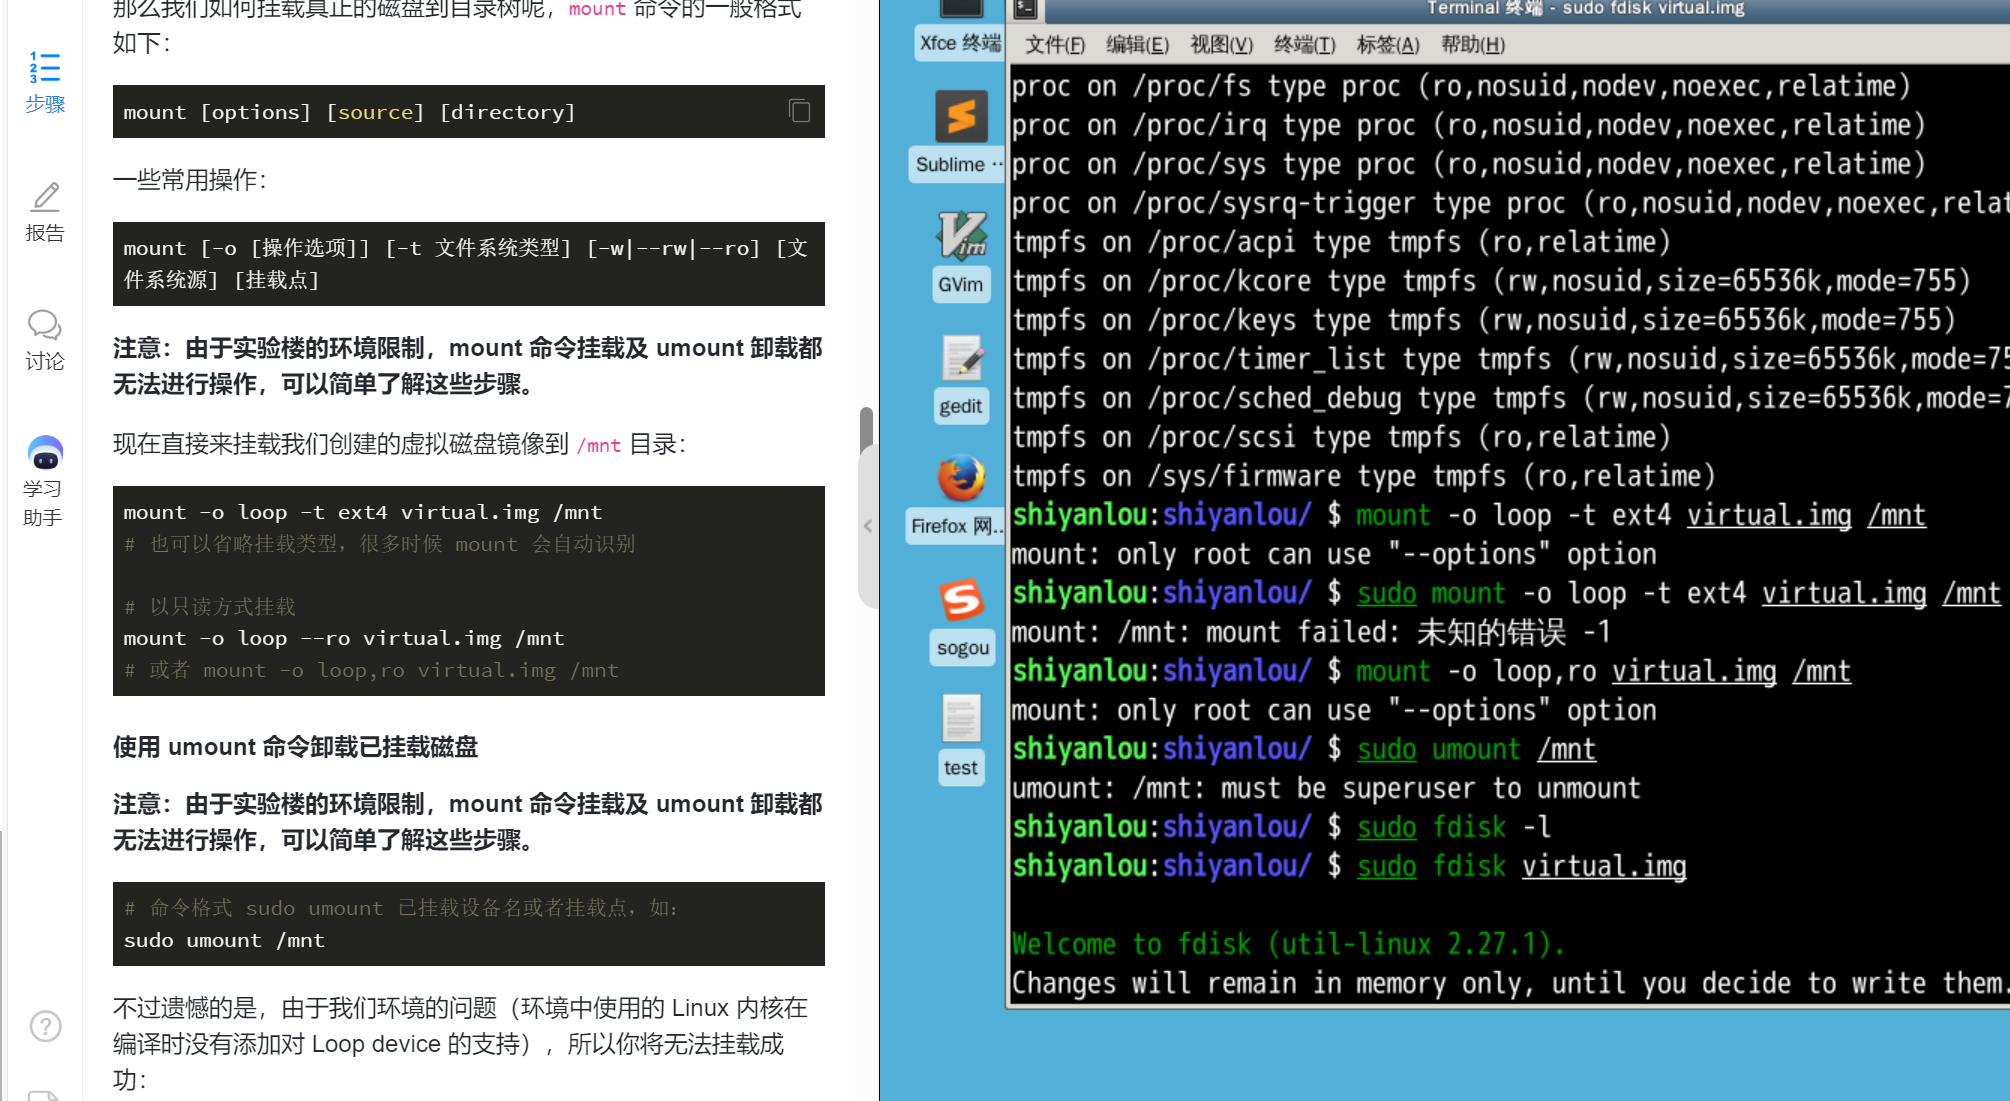 步骤
报告
讨论
学习
助手
那么我们如何挂载真正的磁盘到目录树呢，mount 命令的一般格式
如下：
mount [options] [source] [directory]
一些常用操作：
mount [-o [操作选项]] [-t 文件系统类型] [-w|--rw|--ro] [文
件系统源] [挂载点]
注意：由于实验楼的环境限制，mount 命令挂载及 umount 卸载都
无法进行操作，可以简单了解这些步骤。
现在直接来挂载我们创建的虚拟磁盘镜像到 /mnt 目录：
mount -o loop -t ext4 virtual.img /mnt
# 也可以省略挂载类型，很多时候 mount 会自动识别
# 以只读方式挂载
mount -o loop --ro virtual.img /mnt
# 或者 mount -o loop,ro virtual.img /mnt
使用 umount 命令卸载已挂载磁盘
注意：由于实验楼的环境限制，mount 命令挂载及 umount 卸载都
无法进行操作，可以简单了解这些步骤。
# 命令格式 sudo umount 已挂载设备名或者挂载点，如：
sudo umount /mnt
不过遗憾的是，由于我们环境的问题（环境中使用的 Linux 内核在
编译时没有添加对 Loop device 的支持），所以你将无法挂载成
功：
Xfce 终端
Sublime ···
GVim
gedit
Firefox 网...
sogou
test
Terminal 终端 - sudo fdisk virtual.img
文件(F) 编辑(E) 视图(V) 终端(T) 标签(A) 帮助(H)
proc on /proc/fs type proc (ro,nosuid,nodev,noexec,relatime)
proc on /proc/irq type proc (ro,nosuid,nodev,noexec,relatime)
proc on /proc/sys type proc (ro,nosuid,nodev,noexec,relatime)
proc on /proc/sysrq-trigger type proc (ro,nosuid,nodev,noexec,relat
tmpfs on /proc/acpi type tmpfs (ro,relatime)
tmpfs on /proc/kcore type tmpfs (rw,nosuid,size=65536k,mode=755)
tmpfs on /proc/keys type tmpfs (rw,nosuid,size=65536k,mode=755)
tmpfs on /proc/timer_list type tmpfs (rw,nosuid,size=65536k,mode=75
tmpfs on /proc/sched_debug type tmpfs (rw,nosuid,size=65536k,mode=7
tmpfs on /proc/scsi type tmpfs (ro,relatime)
tmpfs on /sys/firmware type tmpfs (ro,relatime)
shiyanlou:shiyanlou/ $ mount -o loop -t ext4 virtual.img /mnt
mount: only root can use "--options" option
shiyanlou:shiyanlou/ $ sudo mount -o loop -t ext4 virtual.img /mnt
mount: /mnt: mount failed: 未知的错误 -1
shiyanlou:shiyanlou/ $ mount -o loop,ro virtual.img /mnt
mount: only root can use "--options" option
shiyanlou:shiyanlou/ $ sudo umount /mnt
umount: /mnt: must be superuser to unmount
shiyanlou:shiyanlou/ $ sudo fdisk -l
shiyanlou:shiyanlou/ $ sudo fdisk virtual.img
Welcome to fdisk (util-linux 2.27.1).
Changes will remain in memory only, until you decide to write them.